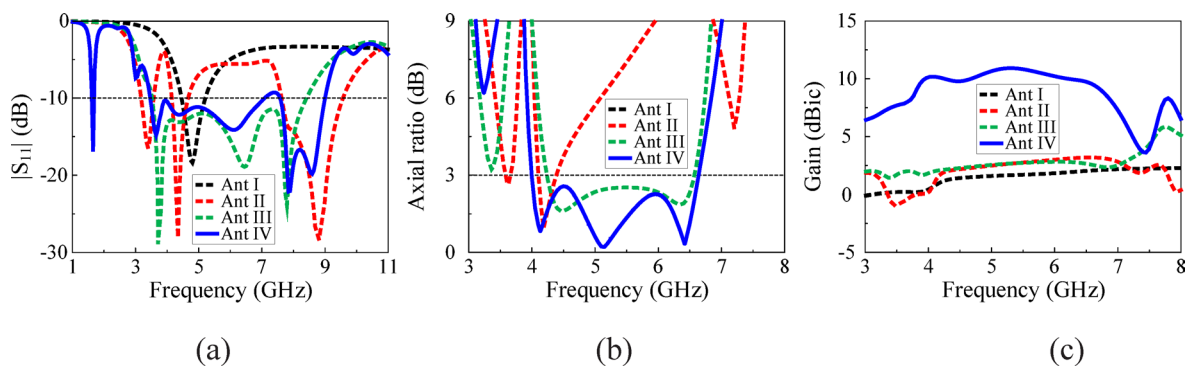 0
-10
-20
-30
1
3
5
7
9
11
|S₁₁| (dB)
Frequency (GHz)
Ant I
Ant II
Ant III
Ant IV
(a)
9
6
3
0
3
4
5
6
7
8
Axial ratio (dB)
Frequency (GHz)
Ant I
Ant II
Ant III
Ant IV
(b)
15
10
5
0
-5
3
4
5
6
7
8
Gain (dBic)
Frequency (GHz)
Ant I
Ant II
Ant III
Ant IV
(c)